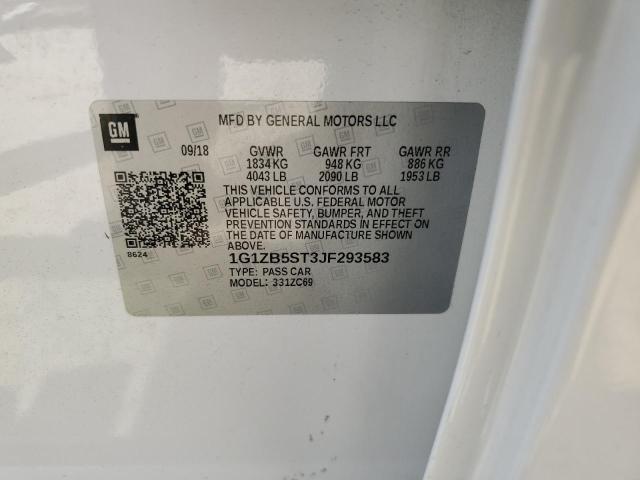 GM
MFD BY GENERAL MOTORS LLC
09/18 GVWR GAWR FRT GAWR RR
1834 KG 948 KG 886 KG
4043 LB 2090 LB 1953 LB
THIS VEHICLE CONFORMS TO ALL
APPLICABLE U.S. FEDERAL MOTOR
VEHICLE SAFETY, BUMPER, AND THEFT
PREVENTION STANDARDS IN EFFECT ON
THE DATE OF MANUFACTURE SHOWN
ABOVE.
8624
1G1ZB5ST3JF293583
TYPE: PASS CAR
MODEL: 331ZC69